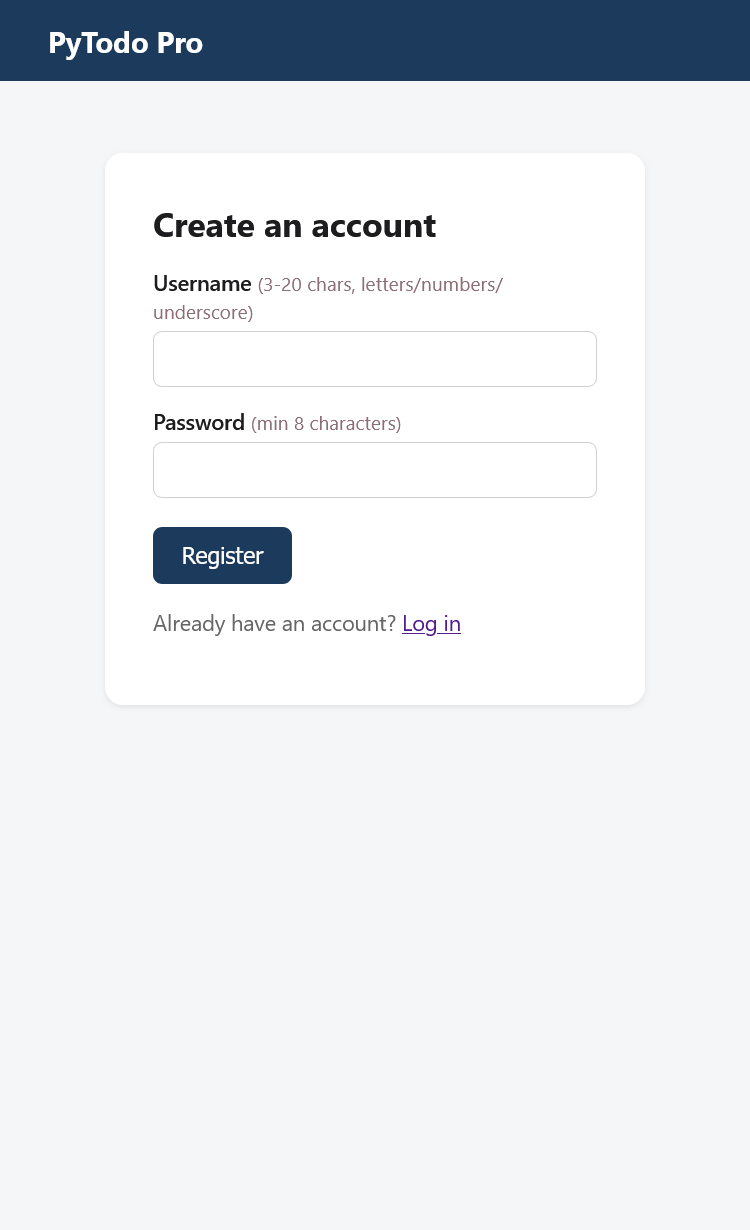 PyTodo Pro
Create an account
Username (3-20 chars, letters/numbers/
underscore)
Password (min 8 characters)
Register
Already have an account? Log in